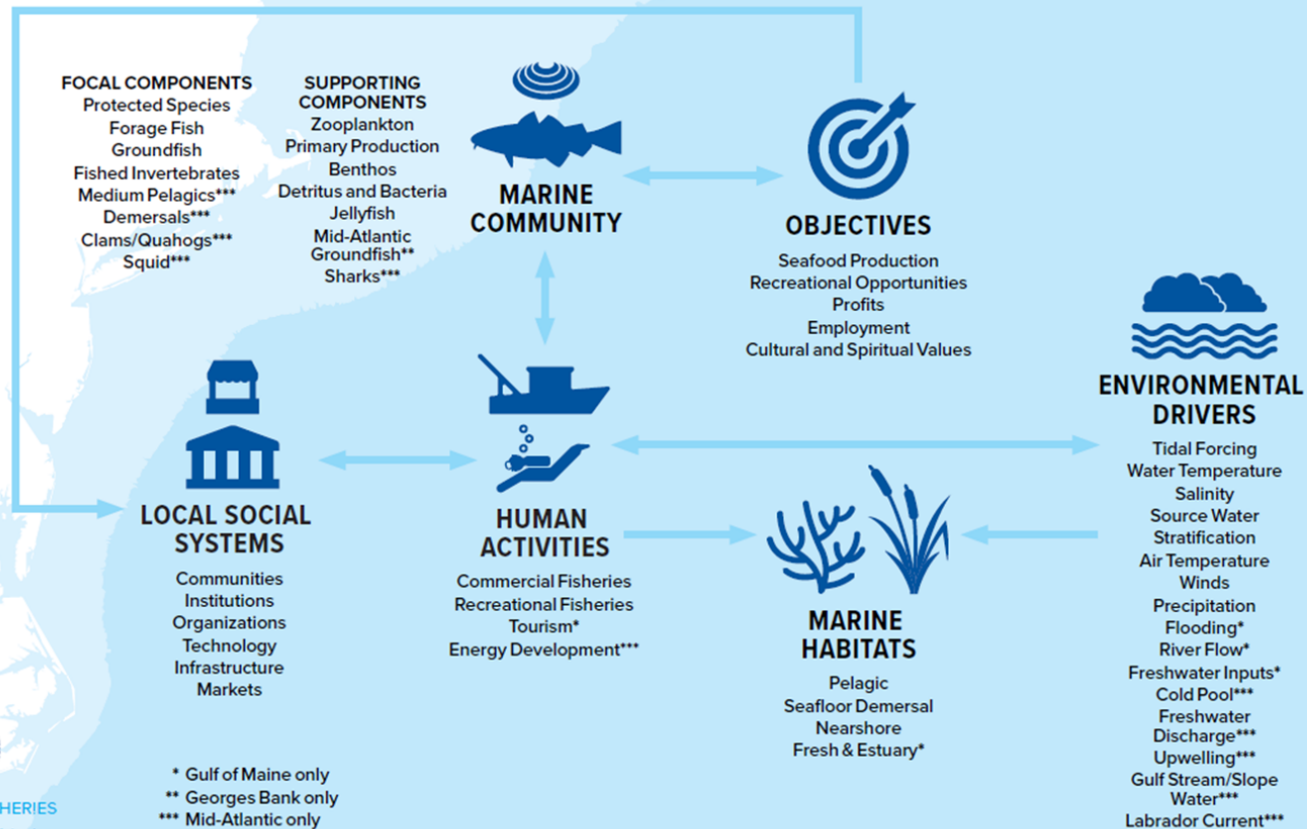 FOCAL COMPONENTS
Protected Species
Forage Fish
Groundfish
Fished Invertebrates
Medium Pelagics***
Demersals***
Clams/Quahogs***
Squid***
SUPPORTING
COMPONENTS
Zooplankton
Primary Production
Benthos
Detritus and Bacteria
Jellyfish
Mid-Atlantic
Groundfish**
Sharks***
MARINE
COMMUNITY
OBJECTIVES
Seafood Production
Recreational Opportunities
Profits
Employment
Cultural and Spiritual Values
ENVIRONMENTAL
DRIVERS
Tidal Forcing
Water Temperature
Salinity
Source Water
Stratification
Air Temperature
Winds
Precipitation
Flooding*
River Flow*
Freshwater Inputs*
Cold Pool***
Freshwater
Discharge***
Upwelling***
Gulf Stream/Slope
Water***
Labrador Current***
LOCAL SOCIAL
SYSTEMS
Communities
Institutions
Organizations
Technology
Infrastructure
Markets
HUMAN
ACTIVITIES
Commercial Fisheries
Recreational Fisheries
Tourism*
Energy Development***
MARINE
HABITATS
Pelagic
Seafloor Demersal
Nearshore
Fresh & Estuary*
* Gulf of Maine only
** Georges Bank only
*** Mid-Atlantic only
HERIES